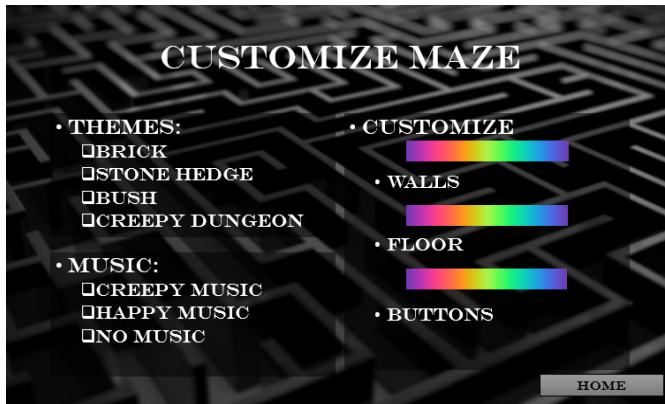 CUSTOMIZE MAZE
• THEMES:
❑BRICK
❑STONE HEDGE
❑BUSH
❑CREEPY DUNGEON
• MUSIC:
❑CREEPY MUSIC
❑HAPPY MUSIC
❑NO MUSIC
• CUSTOMIZE
• WALLS
• FLOOR
• BUTTONS
HOME